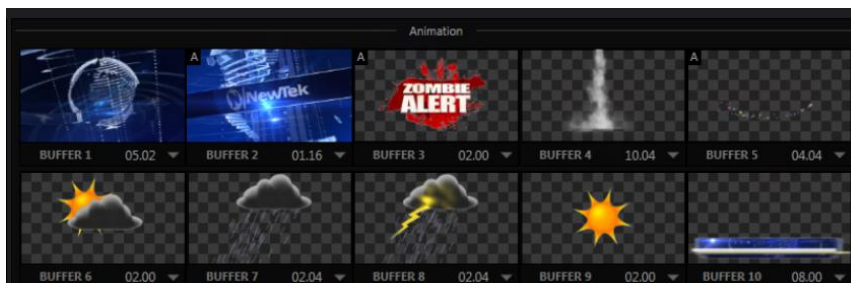 Animation
A
NEWTEK
A
ZOMBIE
ALERT
A
BUFFER 1 05.02
BUFFER 2 01.16
BUFFER 3 02.00
BUFFER 4 10.04
BUFFER 5 04.04
BUFFER 6 02.00
BUFFER 7 02.04
BUFFER 8 02.04
BUFFER 9 02.00
BUFFER 10 08.00